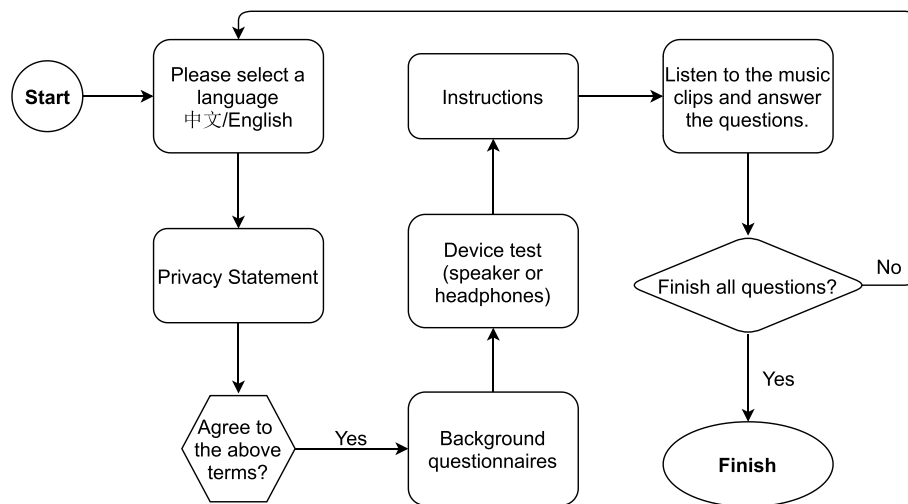 Start
Please select a
language
中文/English
Privacy Statement
Agree to
the above
terms?
Yes
Background
questionnaires
Device test
(speaker or
headphones)
Instructions
Listen to the music
clips and answer
the questions.
Finish all questions?
No
Yes
Finish